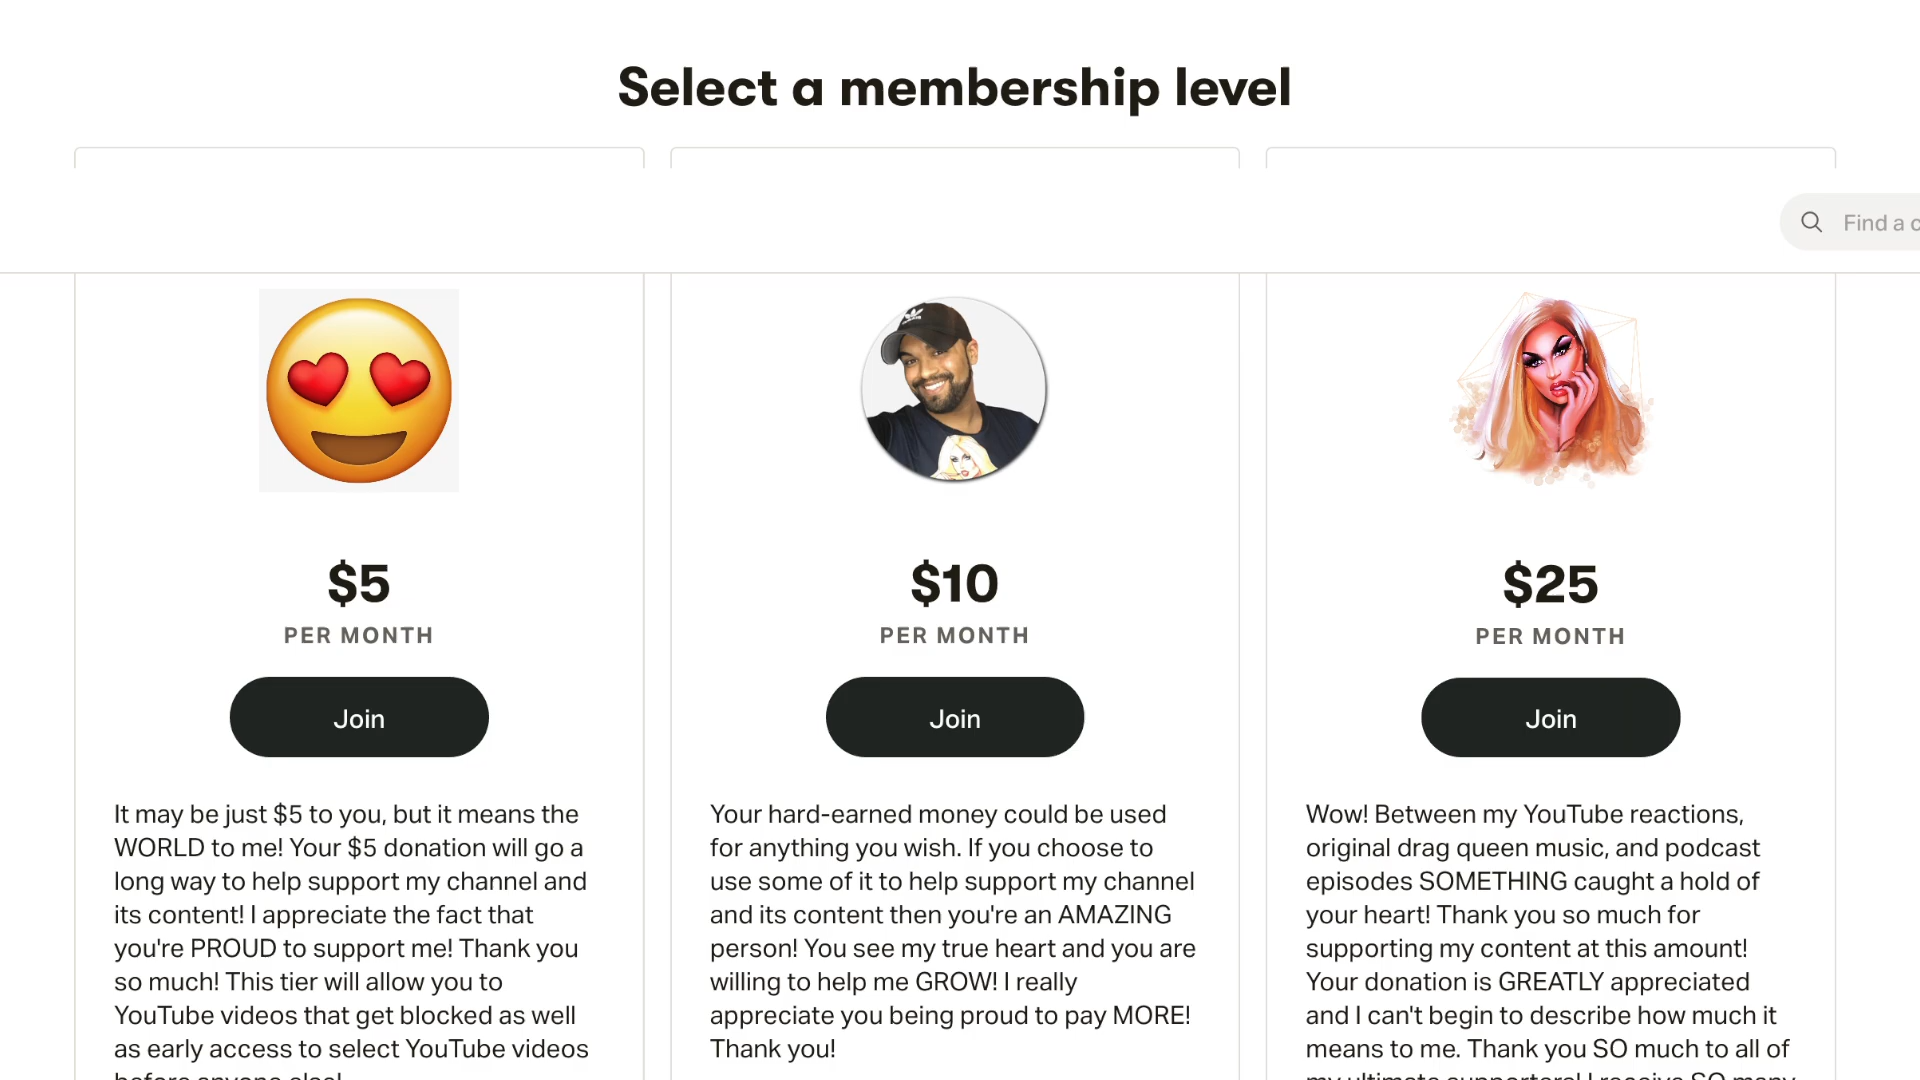 Select a membership level
Find a
$5
PER MONTH
Join
It may be just $5 to you, but it means the
WORLD to me! Your $5 donation will go a
long way to help support my channel and
its content! I appreciate the fact that
you're PROUD to support me! Thank you
so much! This tier will allow you to
YouTube videos that get blocked as well
as early access to select YouTube videos
before anyone else!
$10
PER MONTH
Join
Your hard-earned money could be used
for anything you wish. If you choose to
use some of it to help support my channel
and its content then you're an AMAZING
person! You see my true heart and you are
willing to help me GROW! I really
appreciate you being proud to pay MORE!
Thank you!
$25
PER MONTH
Join
Wow! Between my YouTube reactions,
original drag queen music, and podcast
episodes SOMETHING caught a hold of
your heart! Thank you so much for
supporting my content at this amount!
Your donation is GREATLY appreciated
and I can't begin to describe how much it
means to me. Thank you SO much to all of
my ultimate supporters! I receive SO many